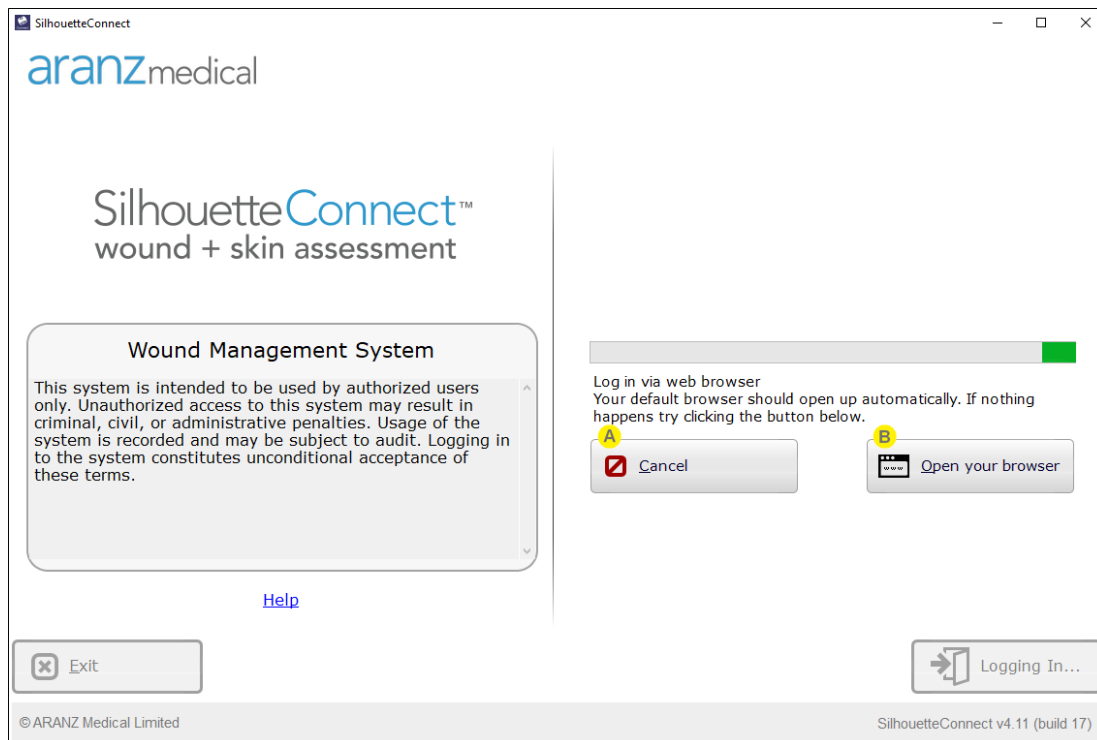 SilhouetteConnect
aranzmedical
SilhouetteConnect™
wound + skin assessment
Wound Management System
This system is intended to be used by authorized users
only. Unauthorized access to this system may result in
criminal, civil, or administrative penalties. Usage of the
system is recorded and may be subject to audit. Logging in
to the system constitutes unconditional acceptance of
these terms.
Help
Log in via web browser
Your default browser should open up automatically. If nothing
happens try clicking the button below.
A
Cancel
B
www
Open your browser
Exit
Logging In...
© ARANZ Medical Limited
SilhouetteConnect v4.11 (build 17)